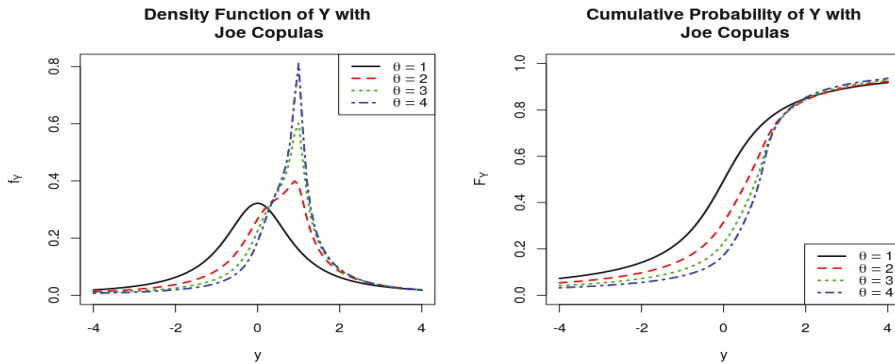 Density Function of Y with
Joe Copulas
θ = 1
θ = 2
θ = 3
θ = 4
0.8
0.6
0.4
0.2
0.0
fY
-4
-2
0
2
4
y
Cumulative Probability of Y with
Joe Copulas
1.0
0.8
0.6
0.4
0.2
0.0
FY
θ = 1
θ = 2
θ = 3
θ = 4
-4
-2
0
2
4
y